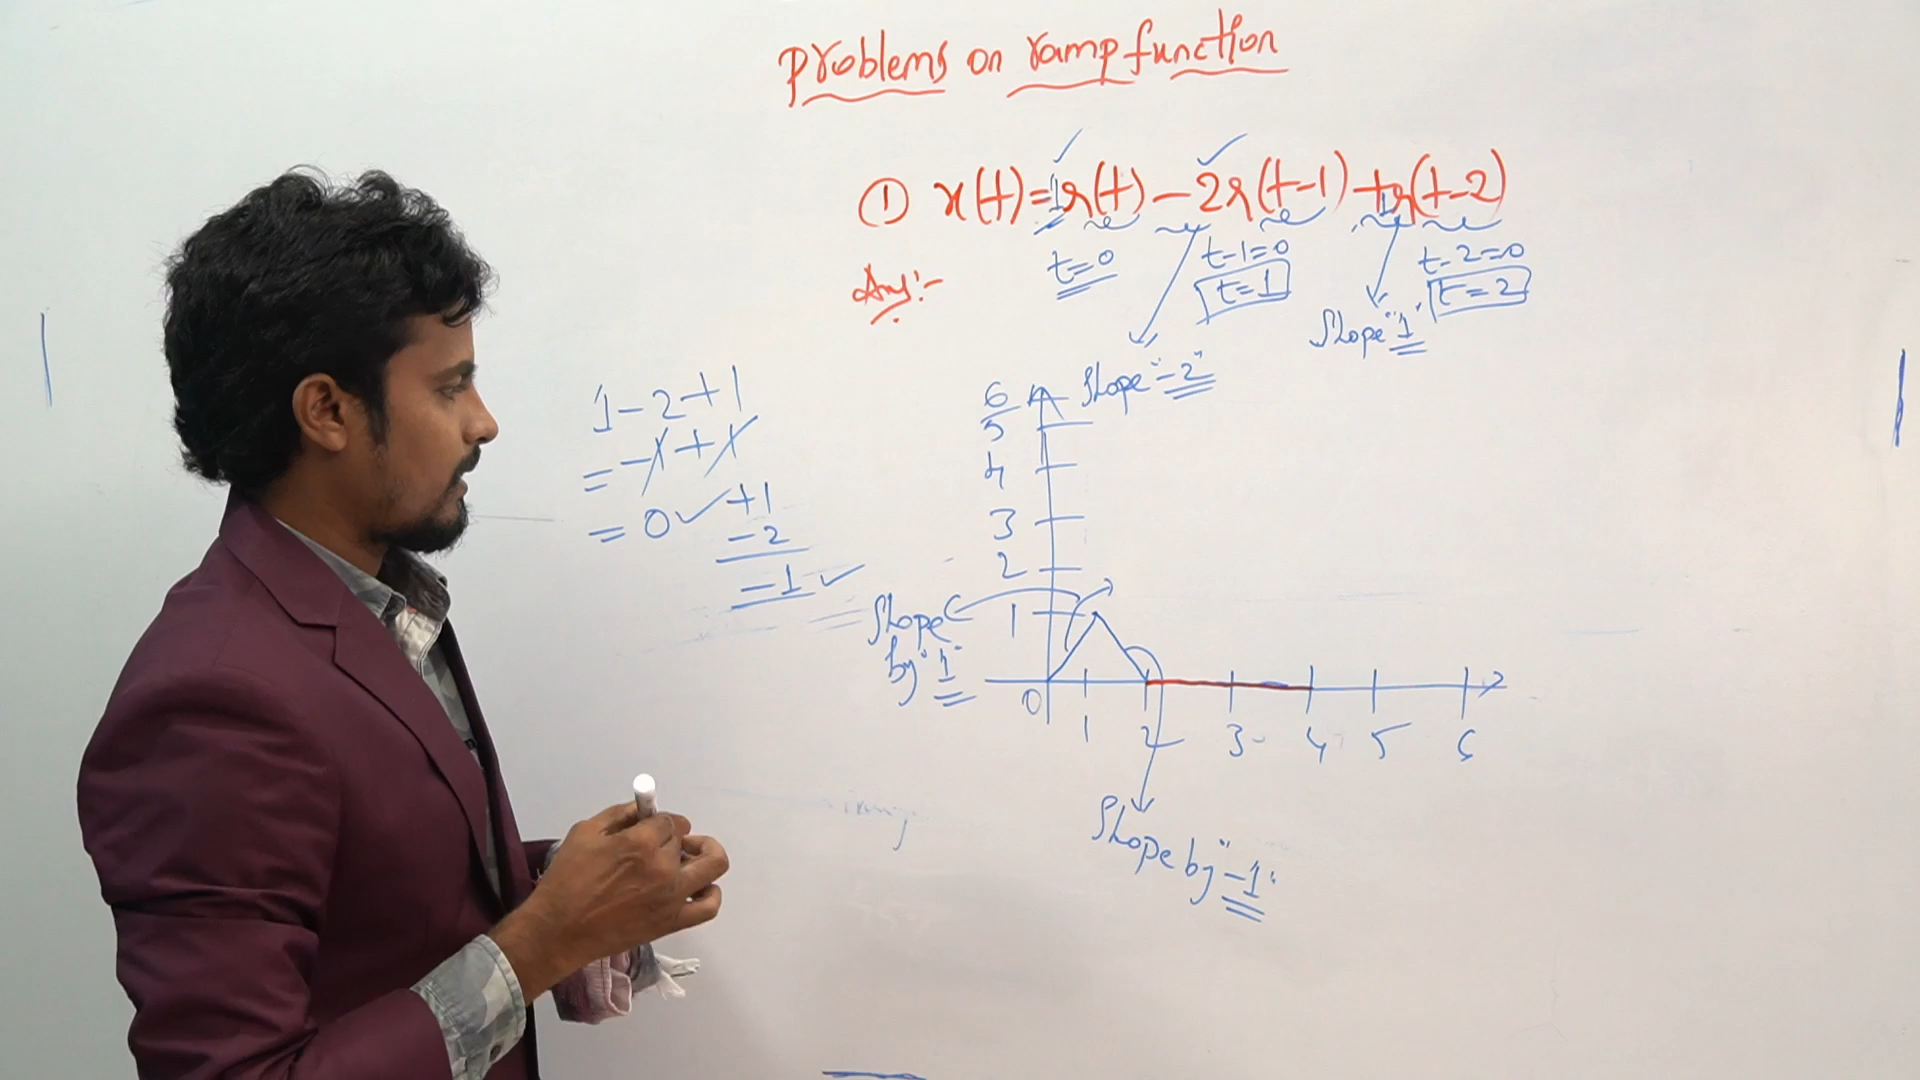 Problems on ramp function
① x(t)=1r(t)-2r(t-1)+1r(t-2)
Ans:-
t=0
t-1=0
t=1
t-2=0
t=2
Slope "-2"
Slope "1"
1-2+1
=-1+1
=0
+1
-2
-1
6
5
4
3
2
1
0
1 2 3 4 5 6
Slope
by "1"
Slope by "-1"